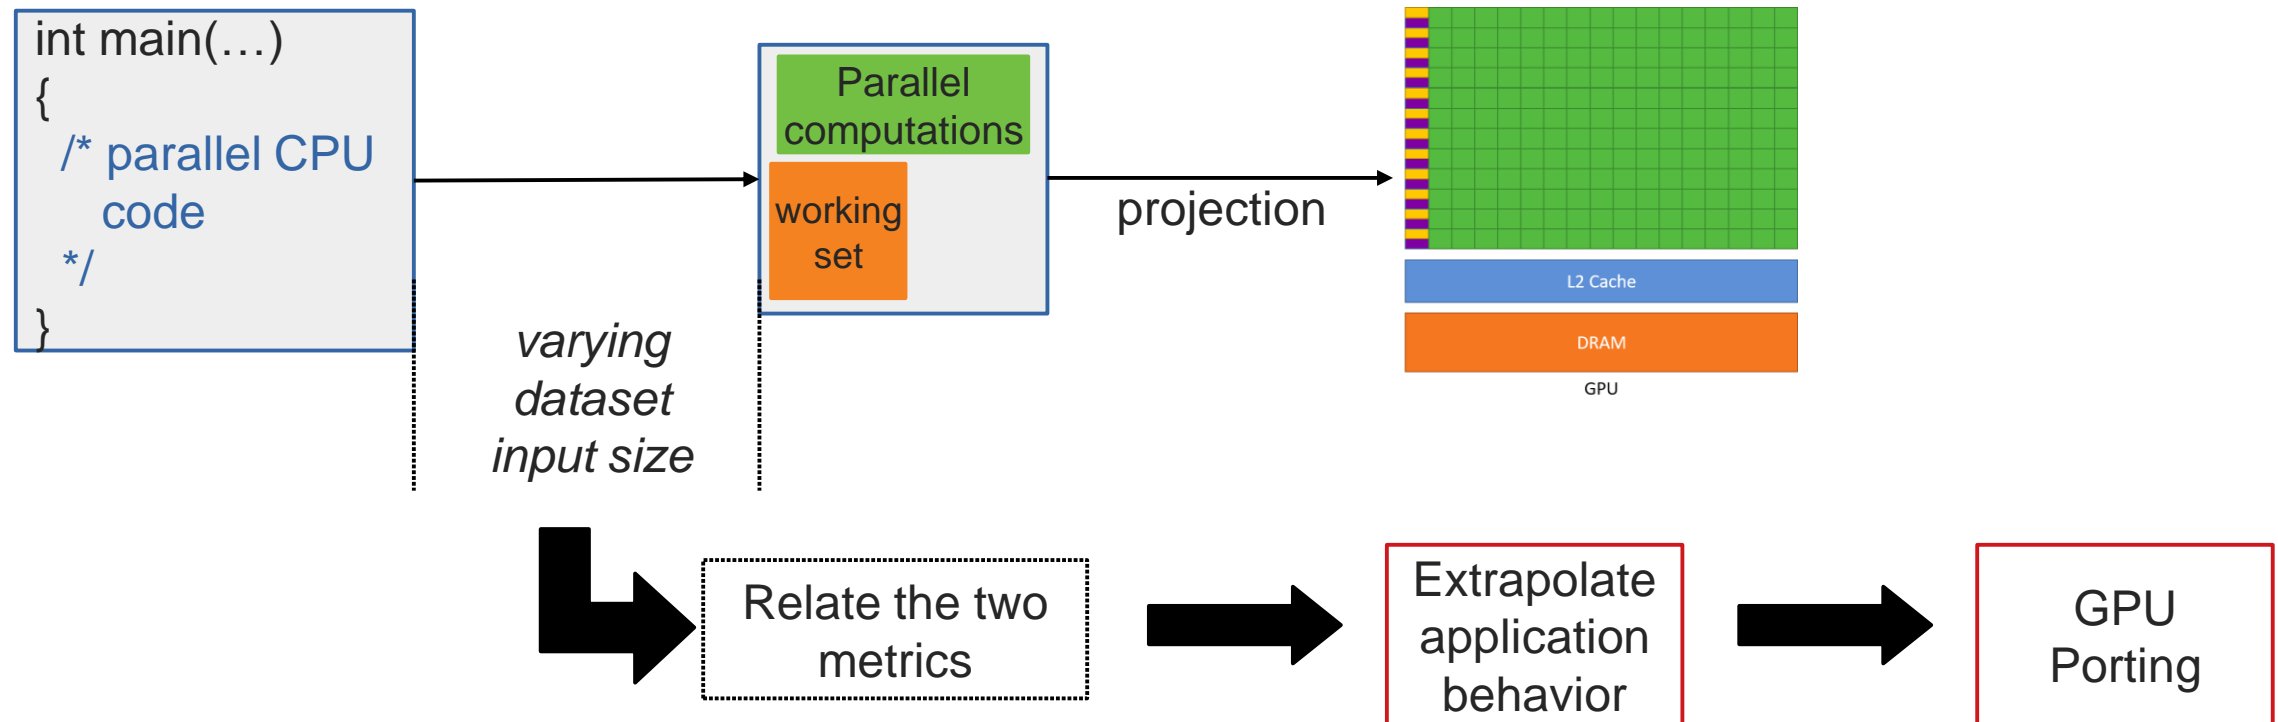 int main(…)
{
/* parallel CPU
code
*/
}
Parallel
computations
working
set
projection
L2 Cache
DRAM
GPU
varying
dataset
input size
Relate the two
metrics
Extrapolate
application
behavior
GPU
Porting